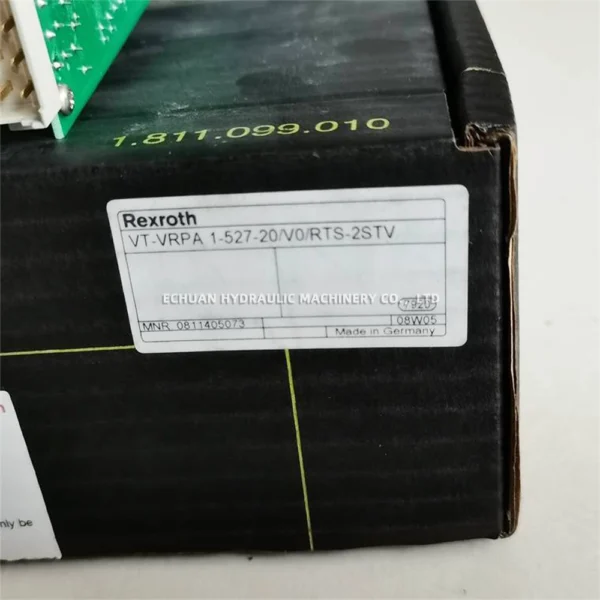 1.811.099.010
Rexroth
VT-VRPA 1-527-20/V0/RTS-2STV
ECHUAN HYDRAULIC MACHINERY CO., LTD
7920
MNR 0811405073
08W05
Made in Germany
nly be